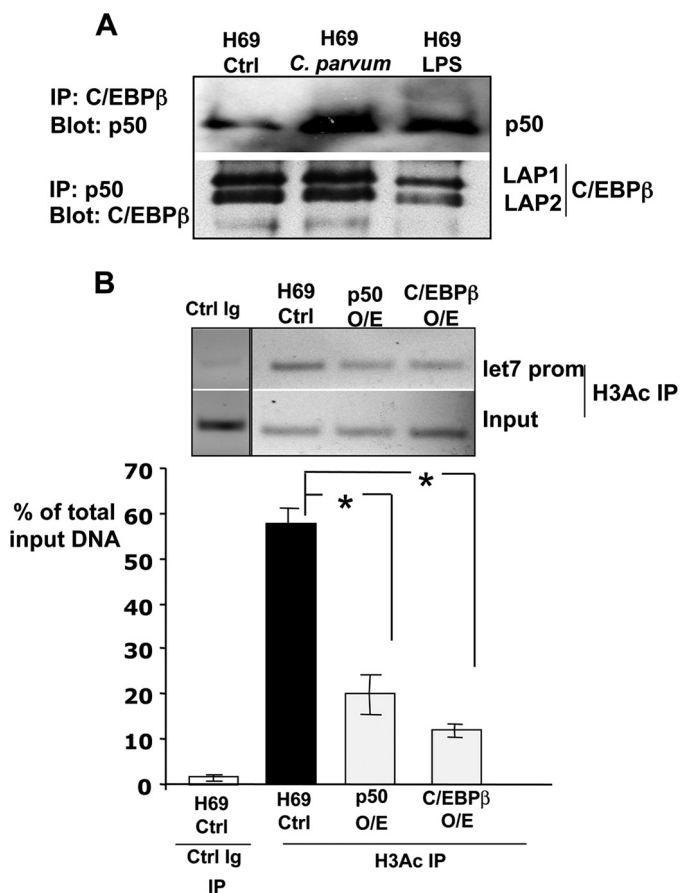 A
H69 Ctrl
H69 C. parvum
H69 LPS
IP: C/EBPβ
Blot: p50
p50
IP: p50
Blot: C/EBPβ
LAP1
LAP2
C/EBPβ
B
Ctrl Ig
H69 Ctrl
p50 O/E
C/EBPβ O/E
let7 prom
Input
H3Ac IP
% of total
input DNA
70
60
50
40
30
20
10
0
*
*
H69 Ctrl
H69 Ctrl
p50 O/E
C/EBPβ O/E
Ctrl Ig
IP
H3Ac IP